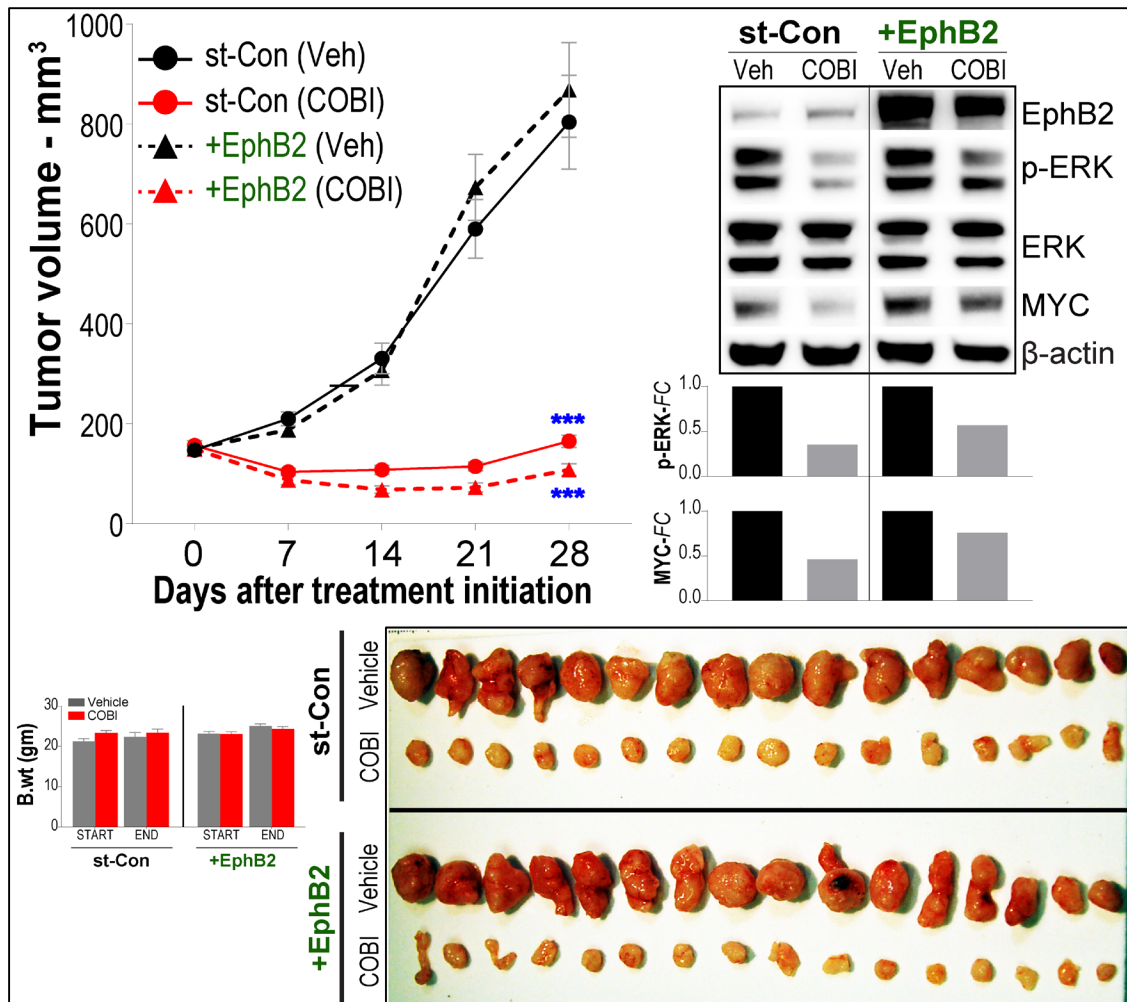 Tumor volume - mm³
1000
800
600
400
200
0
st-Con (Veh)
st-Con (COBI)
+EphB2 (Veh)
+EphB2 (COBI)
***
***
0 7 14 21 28
Days after treatment initiation
st-Con +EphB2
Veh COBI Veh COBI
EphB2
p-ERK
ERK
MYC
β-actin
p-ERK-FC
1.0
0.5
0.0
MYC-FC
1.0
0.5
0.0
B.wt (gm)
30
20
10
0
Vehicle
COBI
START END START END
st-Con +EphB2
st-Con
Vehicle
COBI
+EphB2
Vehicle
COBI